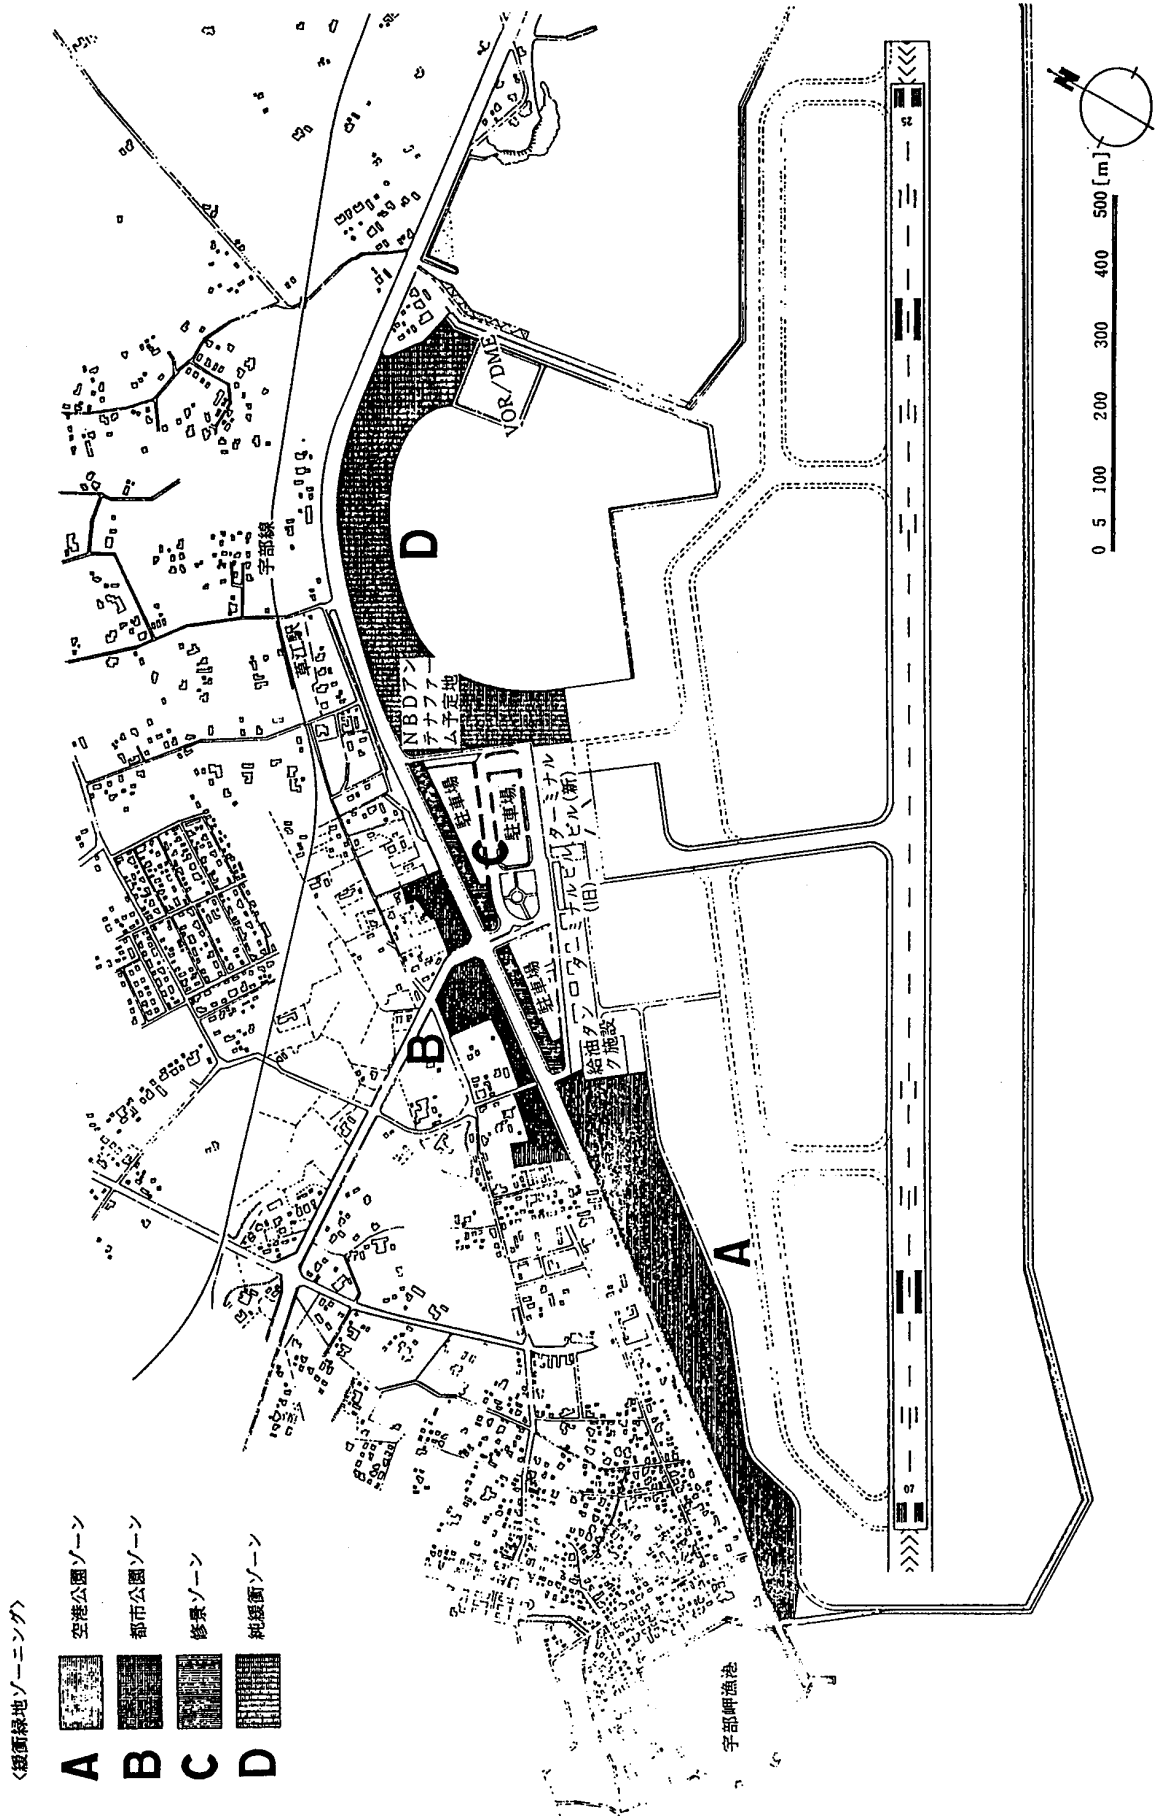 〈緩衝緑地ゾーニング〉
A 空港公園ゾーン
B 都市公園ゾーン
C 修景ゾーン
D 純緩衝ゾーン
宇部岬漁港
宇部線
草江駅
A
B
C
D
NBDアン
テナファー
ム予定地
VOR/DME
駐車場
駐車場
駐車場
ターミナル
ビル(新)
ターミナルビル
(旧)
給油タン
ク施設
07
25
0 5 100 200 300 400 500[m]
N